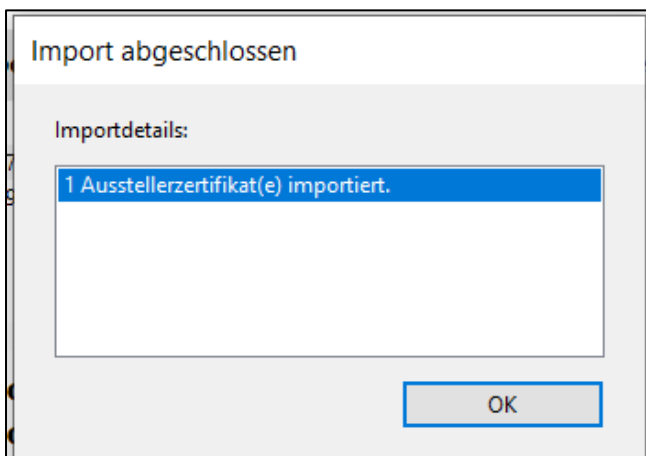 Import abgeschlossen
Importdetails:
1 Ausstellerzertifikat(e) importiert.
OK